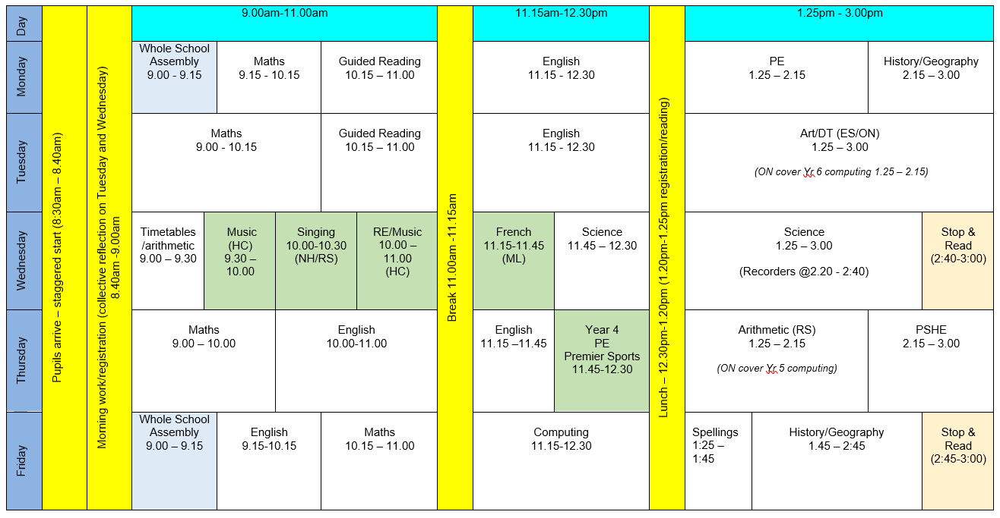 Day
9.00am-11.00am
11.15am-12.30pm
1.25pm - 3.00pm
Pupils arrive – staggered start (8:30am – 8.40am)
Morning work/registration (collective reflection on Tuesday and Wednesday)
8.40am -9.00am
Break 11.00am -11.15am
Lunch – 12.30pm-1.20pm (1.20pm-1.25pm registration/reading)
Monday
Whole School
Assembly
9.00 - 9.15
Maths
9.15 - 10.15
Guided Reading
10.15 – 11.00
English
11.15 - 12.30
PE
1.25 – 2.15
History/Geography
2.15 – 3.00
Tuesday
Maths
9.00 - 10.15
Guided Reading
10.15 – 11.00
English
11.15 - 12.30
Art/DT (ES/ON)
1.25 – 3.00
(ON cover Yr 6 computing 1.25 – 2.15)
Wednesday
Timetables
/arithmetic
9.00 – 9.30
Music
(HC)
9.30 –
10.00
Singing
10.00-10.30
(NH/RS)
RE/Music
10.00 –
11.00
(HC)
French
11.15-11.45
(ML)
Science
11.45 – 12.30
Science
1.25 – 3.00
(Recorders @2.20 - 2:40)
Stop &
Read
(2:40-3:00)
Thursday
Maths
9.00 – 10.00
English
10.00-11.00
English
11.15 –11.45
Year 4
PE
Premier Sports
11.45-12.30
Arithmetic (RS)
1.25 – 2.15
(ON cover Yr 5 computing)
PSHE
2.15 – 3.00
Friday
Whole School
Assembly
9.00 – 9.15
English
9.15-10.15
Maths
10.15 – 11.00
Computing
11.15-12.30
Spellings
1:25 –
1:45
History/Geography
1.45 – 2:45
Stop &
Read
(2:45-3:00)